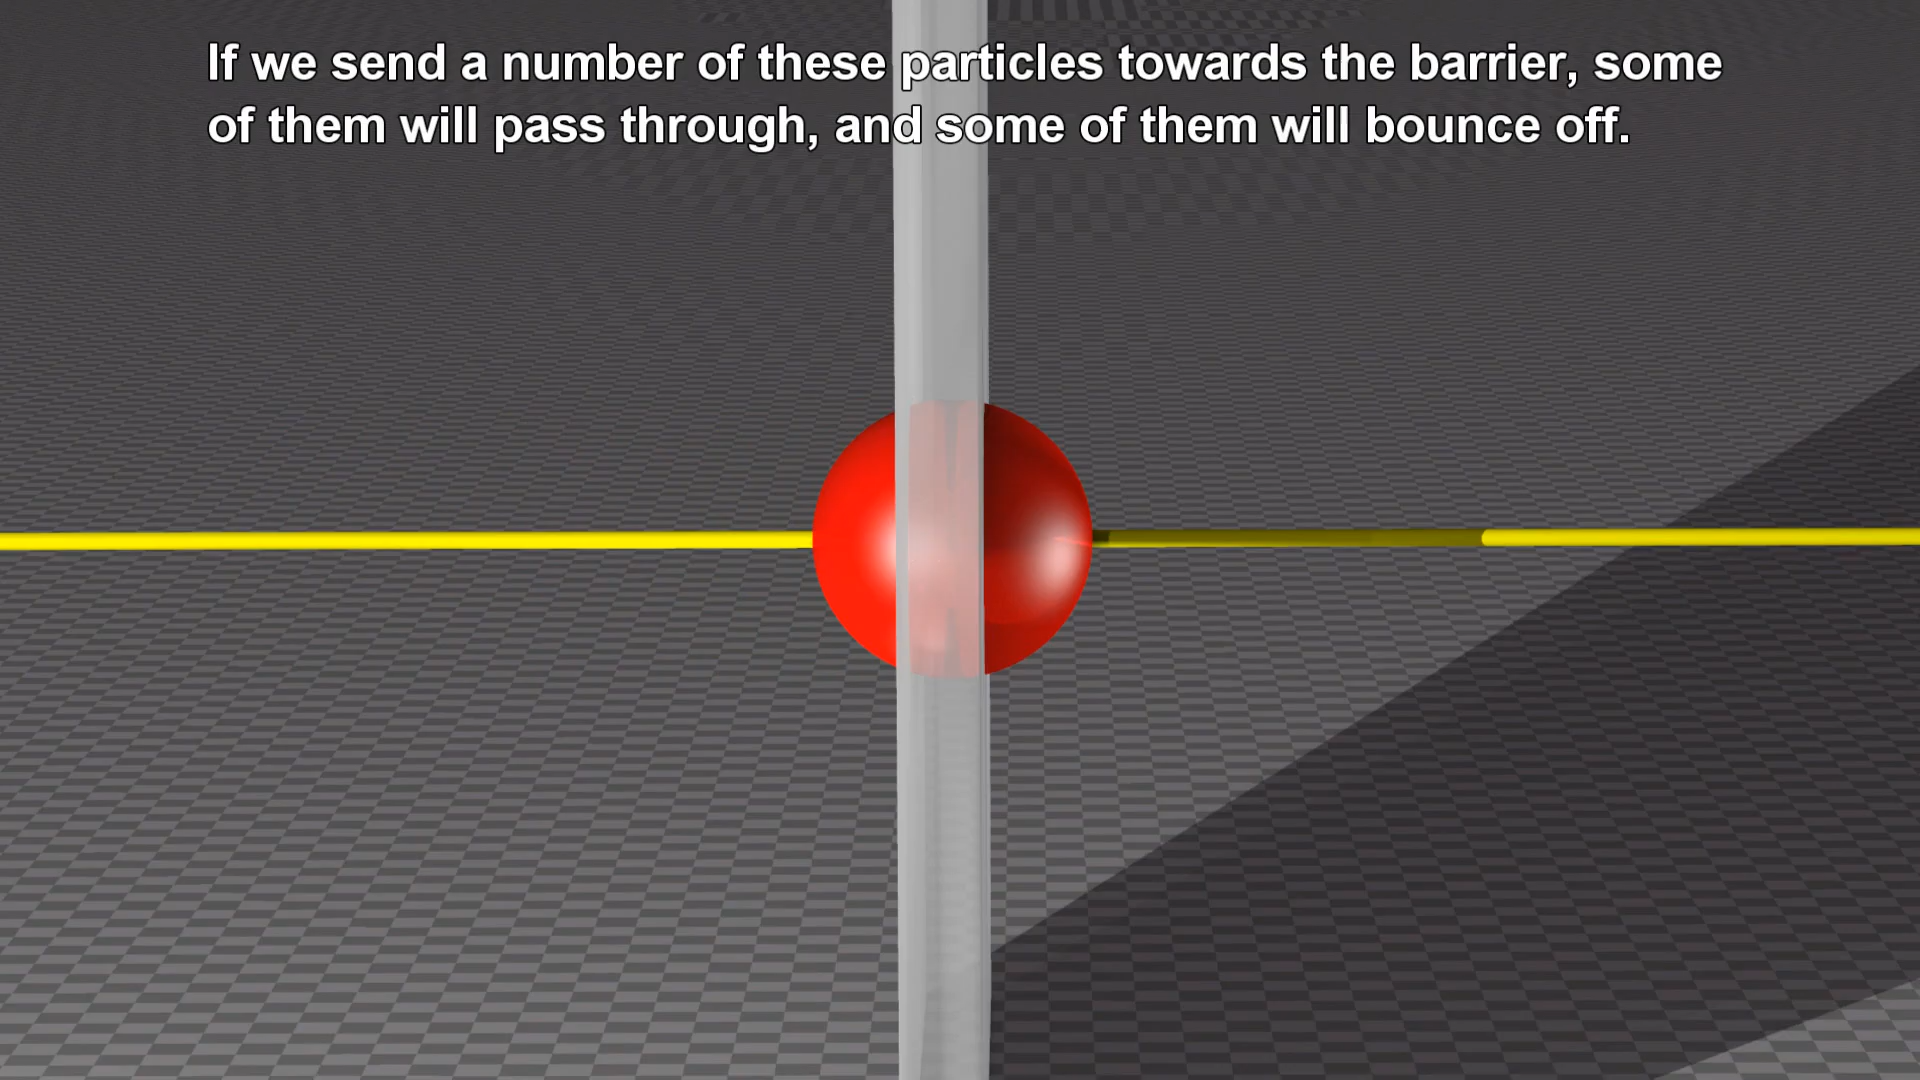 If we send a number of these particles towards the barrier, some
of them will pass through, and some of them will bounce off.